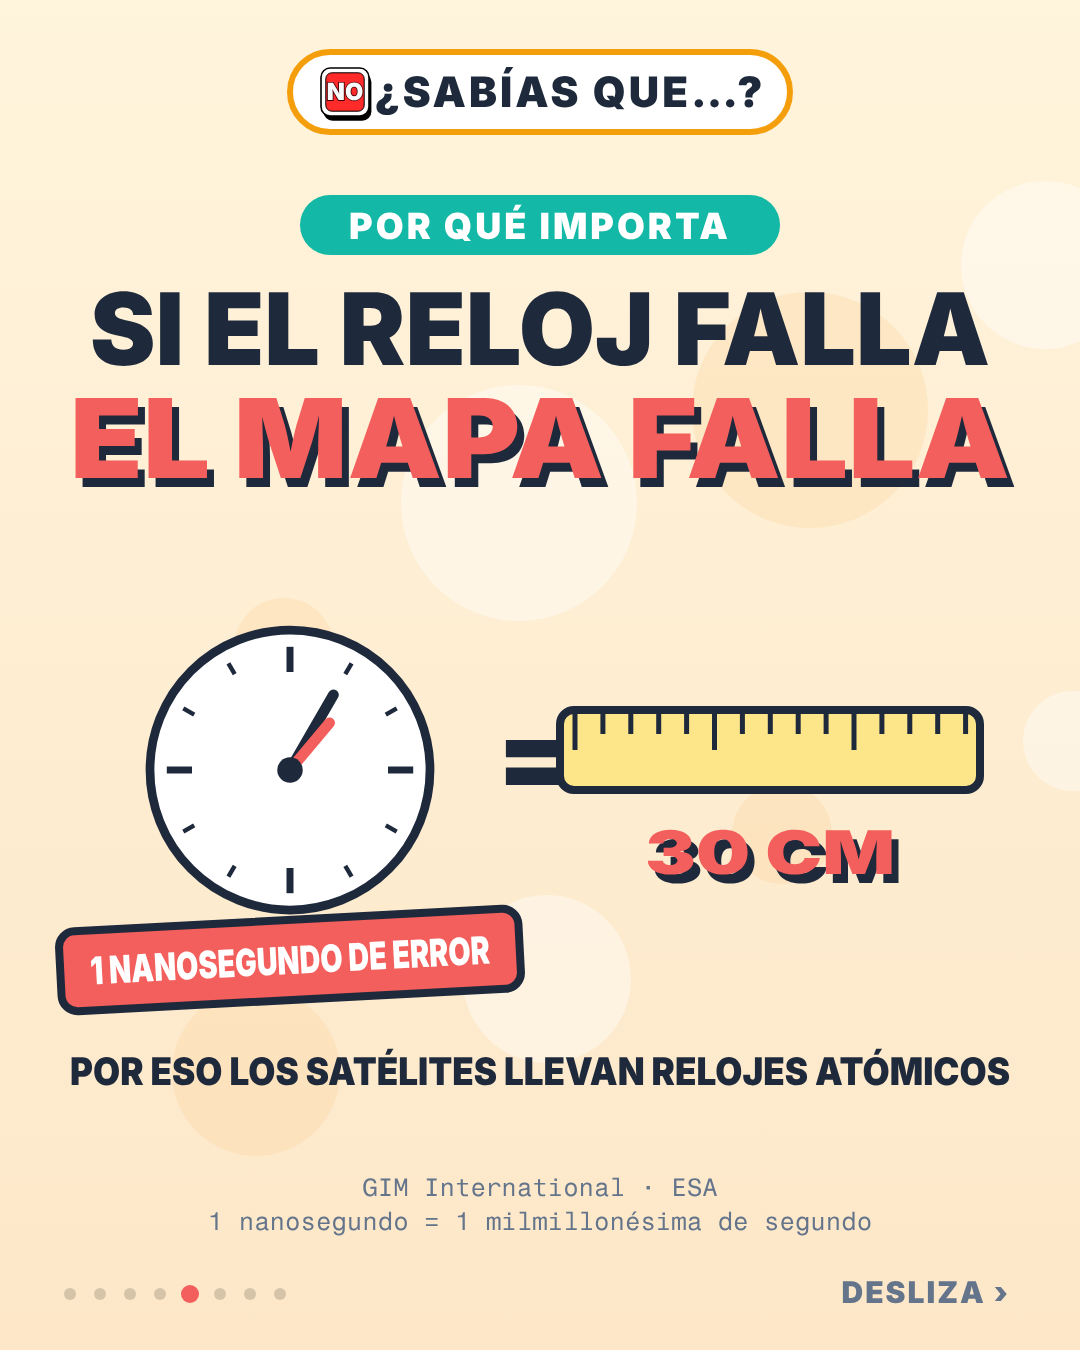 NO ¿SABÍAS QUE...?
POR QUÉ IMPORTA
SI EL RELOJ FALLA
EL MAPA FALLA
30 CM
1 NANOSEGUNDO DE ERROR
POR ESO LOS SATÉLITES LLEVAN RELOJES ATÓMICOS
GIM International · ESA
1 nanosegundo = 1 milmillonésima de segundo
DESLIZA ›